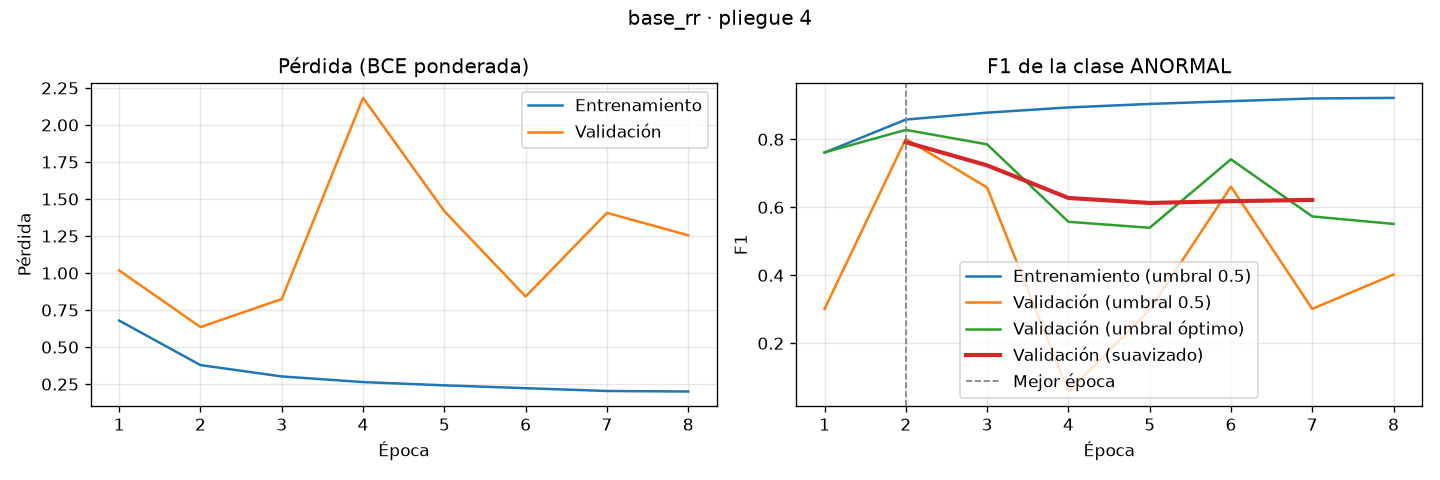 base_rr · pliegue 4
Pérdida (BCE ponderada)
Pérdida
2.25
2.00
1.75
1.50
1.25
1.00
0.75
0.50
0.25
1 2 3 4 5 6 7 8
Época
Entrenamiento
Validación
F1 de la clase ANORMAL
F1
0.8
0.6
0.4
0.2
1 2 3 4 5 6 7 8
Época
Entrenamiento (umbral 0.5)
Validación (umbral 0.5)
Validación (umbral óptimo)
Validación (suavizado)
Mejor época